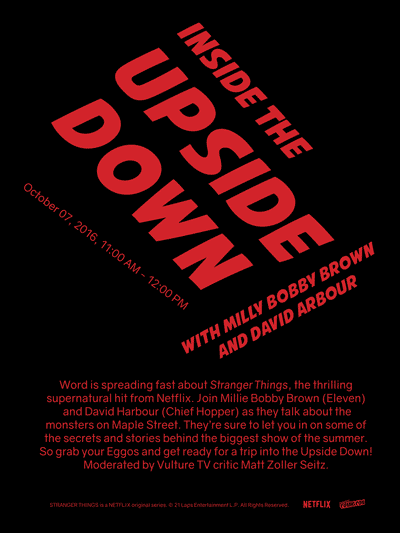 INSIDE THE
UPSIDE
DOWN
October 07, 2016, 11:00 AM - 12:00 PM
WITH MILLY BOBBY BROWN
AND DAVID ARBOUR
Word is spreading fast about Stranger Things, the thrilling
supernatural hit from Netflix. Join Millie Bobby Brown (Eleven)
and David Harbour (Chief Hopper) as they talk about the
monsters on Maple Street. They're sure to let you in on some of
the secrets and stories behind the biggest show of the summer.
So grab your Eggos and get ready for a trip into the Upside Down!
Moderated by Vulture TV critic Matt Zoller Seitz.
STRANGER THINGS is a NETFLIX original series. © 21 Laps Entertainment L.P. All Rights Reserved.
NETFLIX